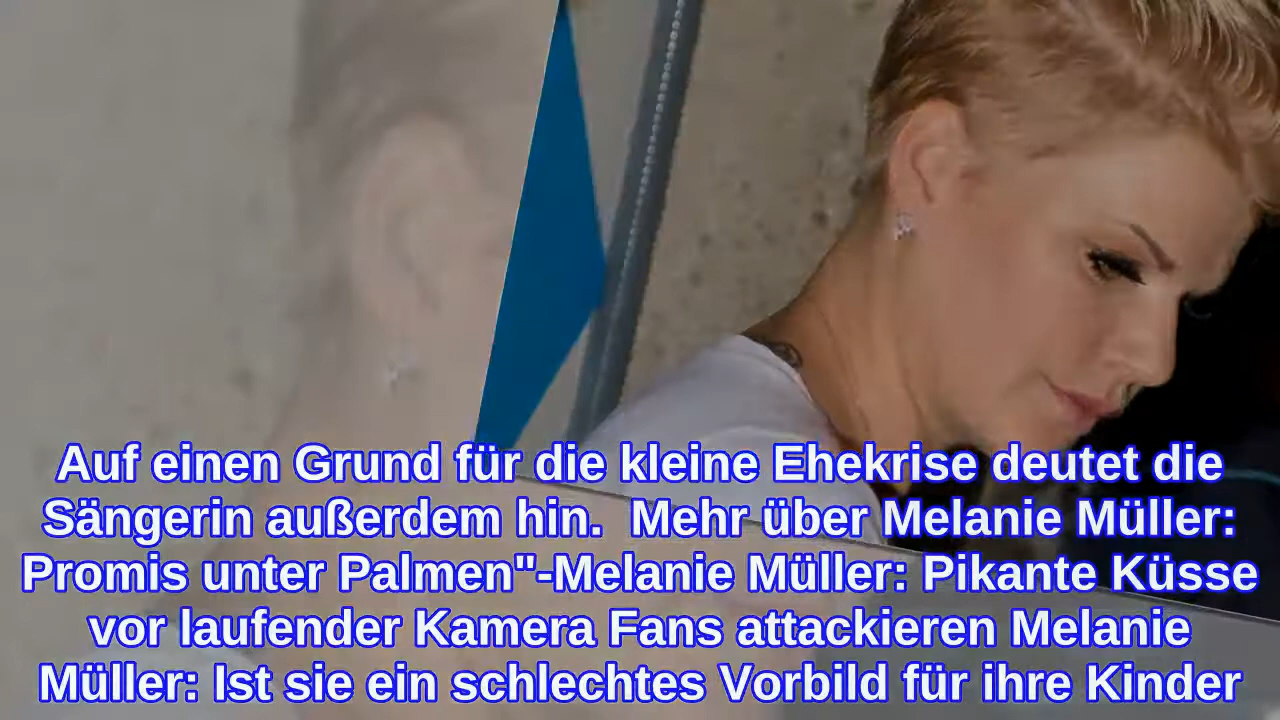 Auf einen Grund für die kleine Ehekrise deutet die
Sängerin außerdem hin.  Mehr über Melanie Müller:
Promis unter Palmen"-Melanie Müller: Pikante Küsse
vor laufender Kamera Fans attackieren Melanie
Müller: Ist sie ein schlechtes Vorbild für ihre Kinder